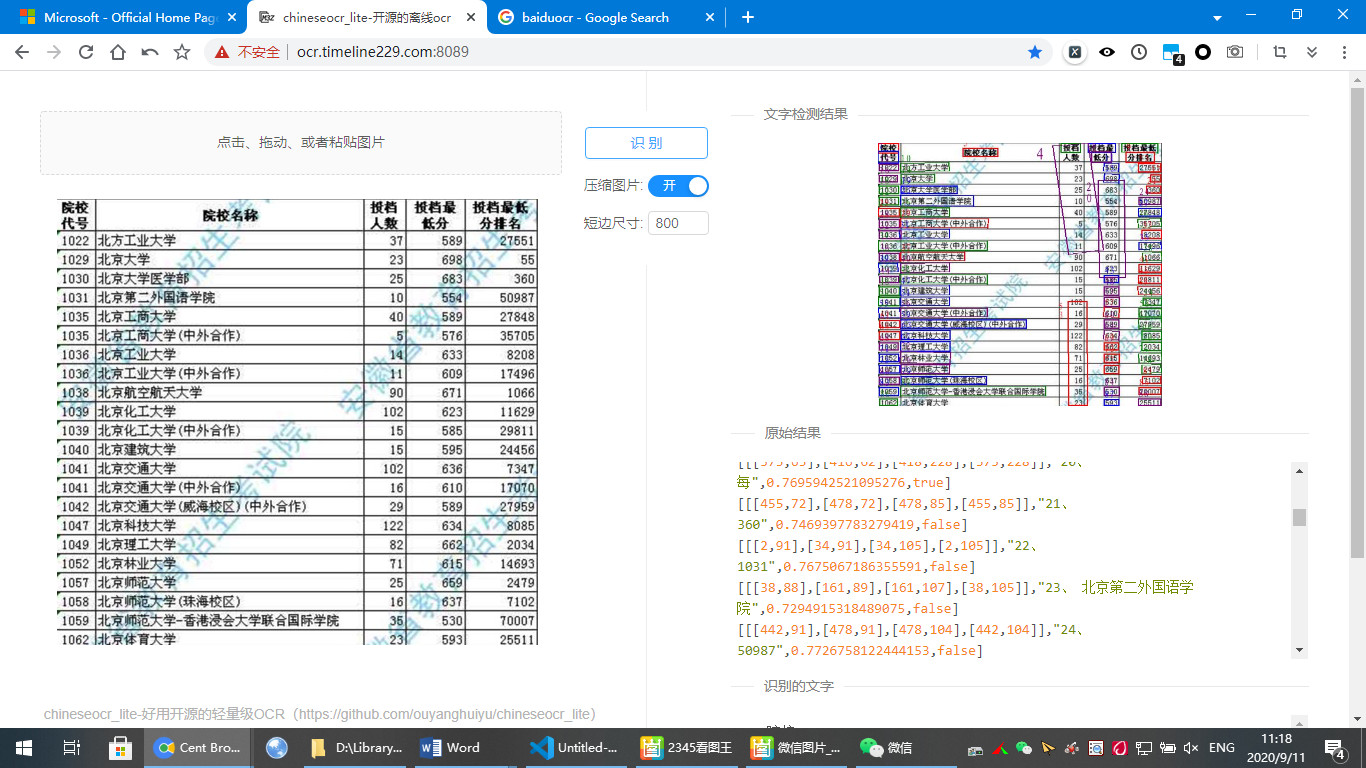 Microsoft - Official Home Page
chineseocr_lite-开源的离线ocr
baiduocr - Google Search
不安全
ocr.timeline229.com:8089
点击、拖动、或者粘贴图片
识 别
压缩图片: 开
短边尺寸: 800
院校代号 院校名称 投档人数 投档最低分 投档最低分排名
1022 北方工业大学 37 589 27551
1029 北京大学 23 698 55
1030 北京大学医学部 25 683 360
1031 北京第二外国语学院 10 554 50987
1035 北京工商大学 40 589 27848
1035 北京工商大学(中外合作) 5 576 35705
1036 北京工业大学 14 633 8208
1036 北京工业大学(中外合作) 11 609 17496
1038 北京航空航天大学 90 671 1066
1039 北京化工大学 102 623 11629
1039 北京化工大学(中外合作) 15 585 29811
1040 北京建筑大学 15 595 24456
1041 北京交通大学 102 636 7347
1041 北京交通大学(中外合作) 16 610 17070
1042 北京交通大学(威海校区)(中外合作) 29 589 27959
1047 北京科技大学 122 634 8085
1049 北京理工大学 82 662 2034
1052 北京林业大学 71 615 14693
1057 北京师范大学 25 659 2479
1058 北京师范大学(珠海校区) 16 637 7102
1059 北京师范大学-香港浸会大学联合国际学院 35 530 70007
1062 北京体育大学 23 593 25511
安徽省教育招生考试院
chineseocr_lite-好用开源的轻量级OCR（https://github.com/ouyanghuiyu/chineseocr_lite）
文字检测结果
原始结果
[[[375,65],[418,62],[418,228],[375,228]],"20、
每",0.7695942521095276,true]
[[[455,72],[478,72],[478,85],[455,85]],"21、
360",0.7469397783279419,false]
[[[2,91],[34,91],[34,105],[2,105]],"22、
1031",0.7675067186355591,false]
[[[38,88],[161,89],[161,107],[38,105]],"23、 北京第二外国语学
院",0.7294915318489075,false]
[[[442,91],[478,91],[478,104],[442,104]],"24、
50987",0.7726758122444153,false]
识别的文字
Cent Bro...
D:\Library...
Word
Untitled-...
2345看图王
微信图片_...
微信
ENG
11:18
2020/9/11
4